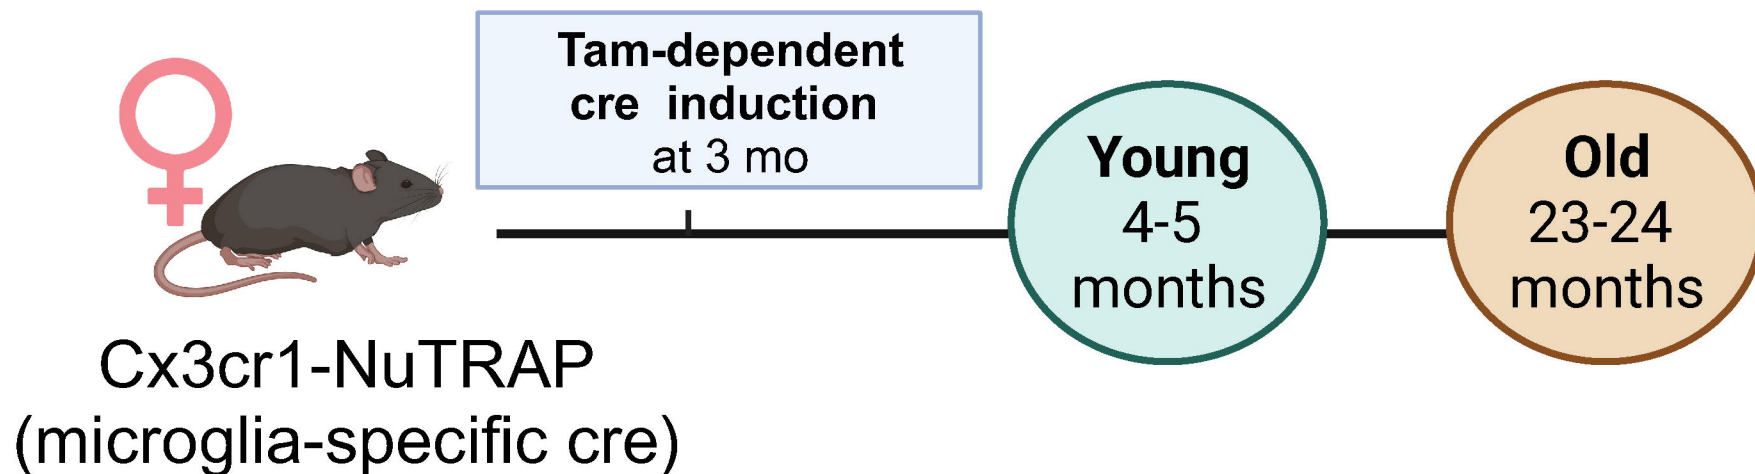 Tam-dependent
cre induction
at 3 mo
Young
4-5
months
Old
23-24
months
Cx3cr1-NuTRAP
(microglia-specific cre)